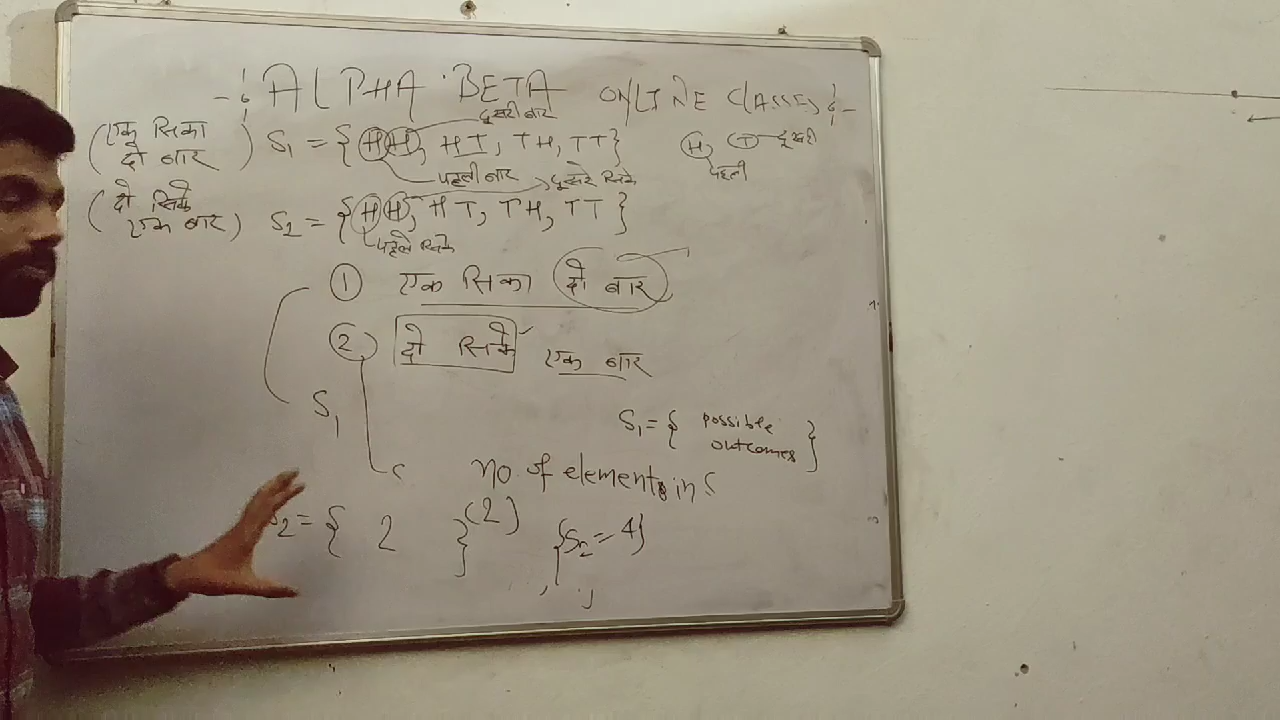 -: ALPHA BETA ONLINE CLASSES :-
दूसरी बार
(एक सिका दो बार) S1 = {HH, HT, TH, TT} H, T दूसरी
पहली बार दूसरे सिके पहली
(दो सिके एक बार) S2 = {HH, HT, TH, TT}
पहले सिके
1 एक सिका दो बार
2 दो सिके एक बार
S1
S1 = { possible outcomes }
S no. of elements in S
S2 = { 2 }(2) {S2 = 4}